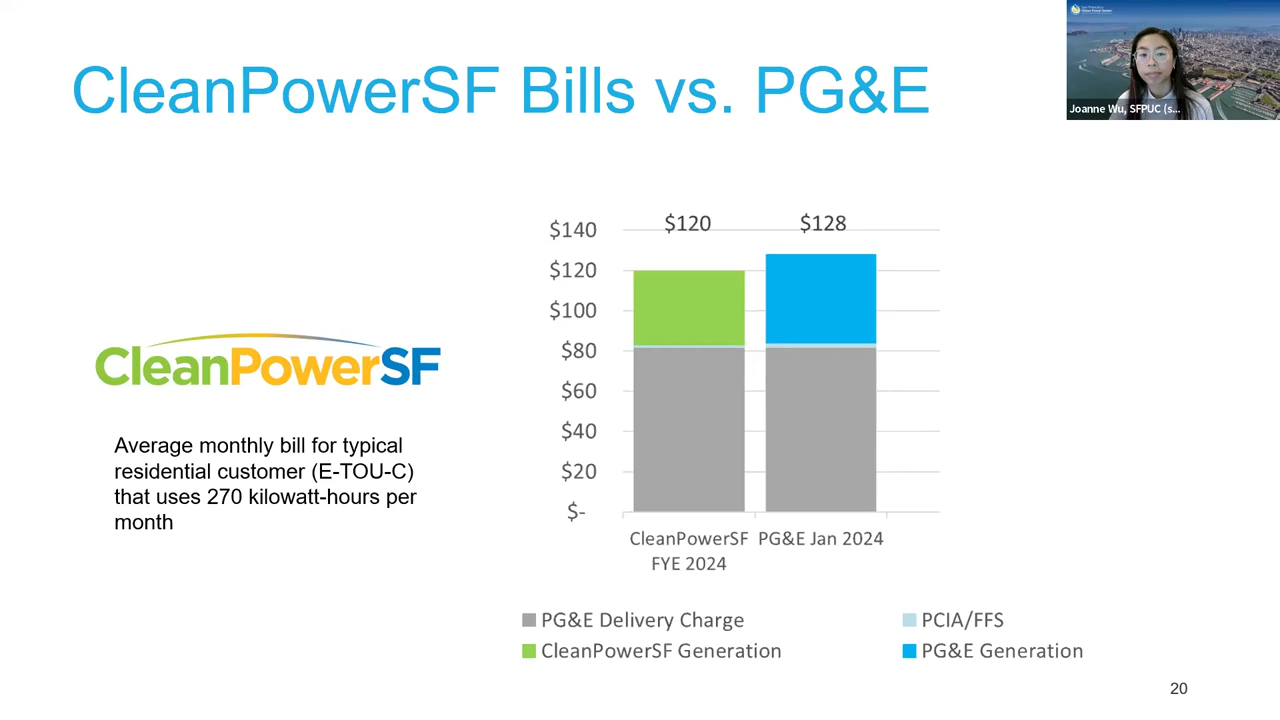 CleanPowerSF Bills vs. PG&E
Joanne Wu, SFPUC (s...
CleanPowerSF
Average monthly bill for typical
residential customer (E-TOU-C)
that uses 270 kilowatt-hours per
month
$120
$128
$140
$120
$100
$80
$60
$40
$20
$-
CleanPowerSF
FYE 2024
PG&E Jan 2024
PG&E Delivery Charge
PCIA/FFS
CleanPowerSF Generation
PG&E Generation
20